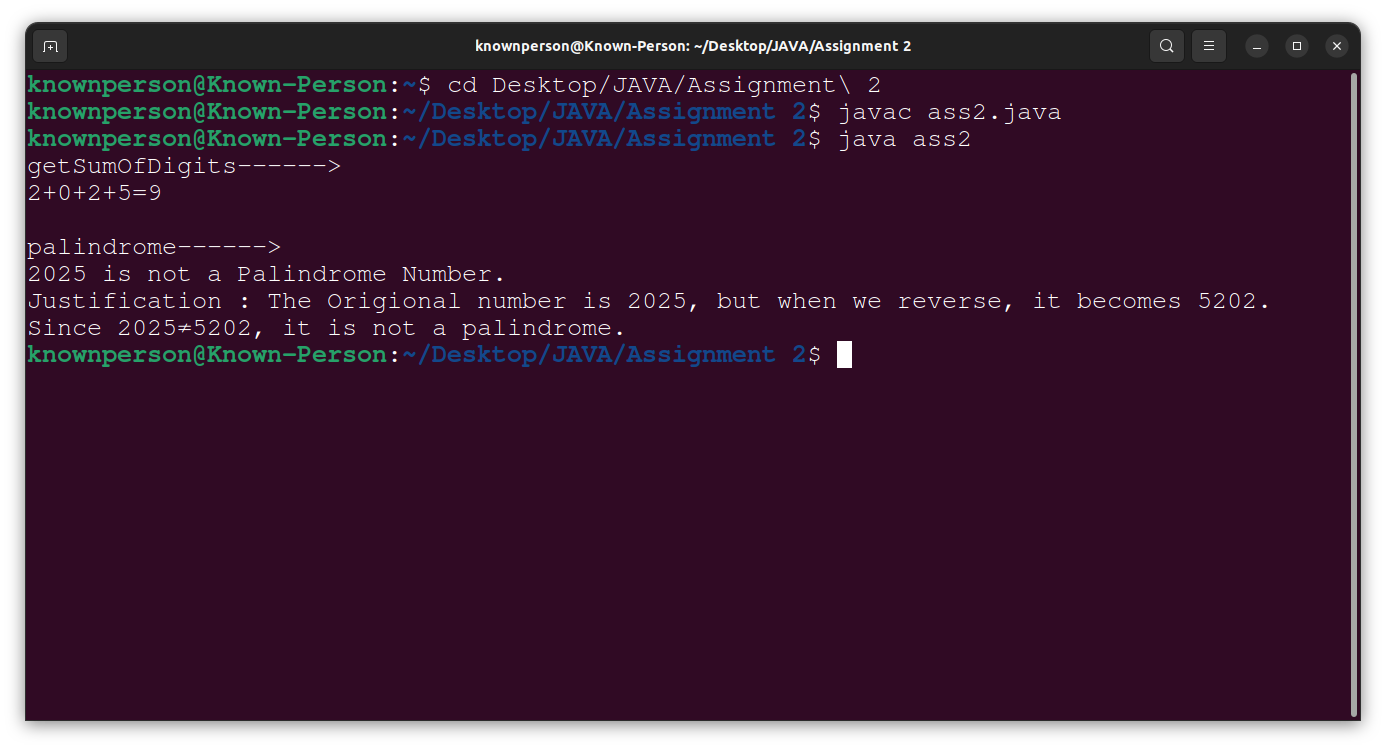 knownperson@Known-Person: ~/Desktop/JAVA/Assignment 2
knownperson@Known-Person:~$ cd Desktop/JAVA/Assignment\ 2
knownperson@Known-Person:~/Desktop/JAVA/Assignment 2$ javac ass2.java
knownperson@Known-Person:~/Desktop/JAVA/Assignment 2$ java ass2
getSumOfDigits------>
2+0+2+5=9
palindrome------>
2025 is not a Palindrome Number.
Justification : The Origional number is 2025, but when we reverse, it becomes 5202.
Since 2025≠5202, it is not a palindrome.
knownperson@Known-Person:~/Desktop/JAVA/Assignment 2$